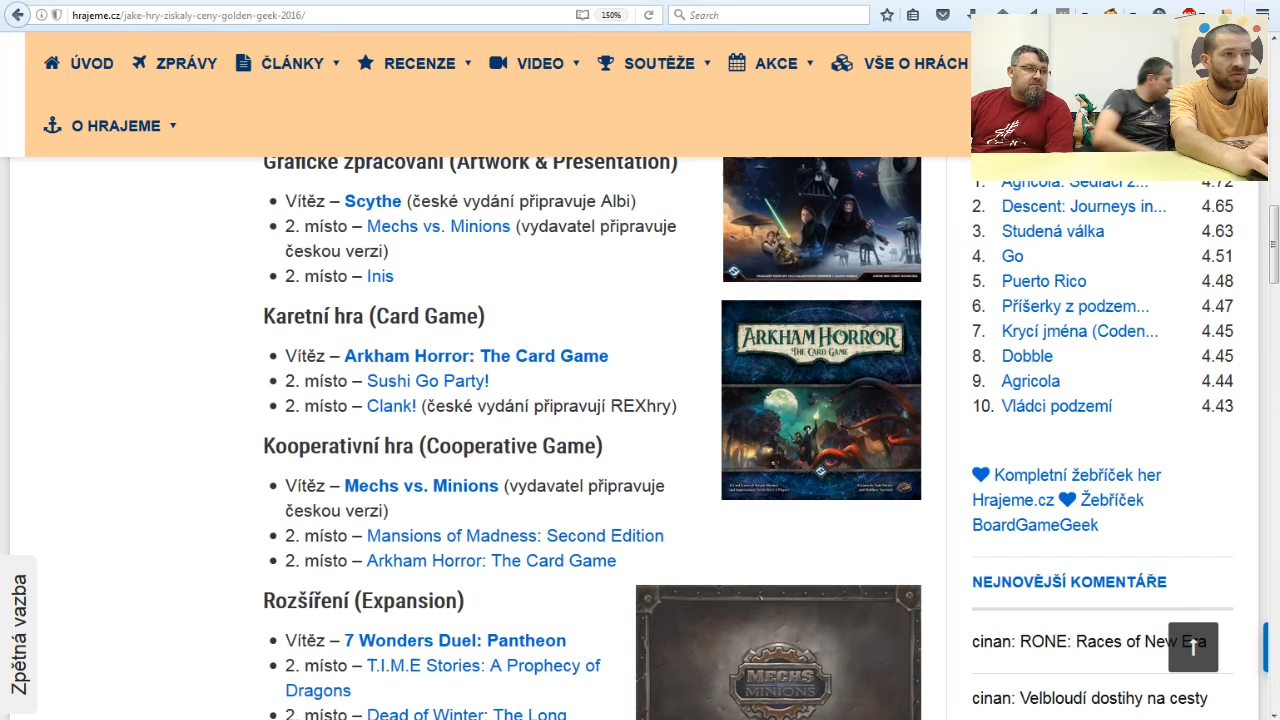 hrajeme.cz/jake-hry-ziskaly-ceny-golden-geek-2016/
150%
Search
ÚVOD
ZPRÁVY
ČLÁNKY
RECENZE
VIDEO
SOUTĚŽE
AKCE
VŠE O HRÁCH
O HRAJEME
Grafické zpracování (Artwork & Presentation)
Vítěz – Scythe (české vydání připravuje Albi)
2. místo – Mechs vs. Minions (vydavatel připravuje
českou verzi)
2. místo – Inis
Karetní hra (Card Game)
Vítěz – Arkham Horror: The Card Game
2. místo – Sushi Go Party!
2. místo – Clank! (české vydání připravují REXhry)
Kooperativní hra (Cooperative Game)
Vítěz – Mechs vs. Minions (vydavatel připravuje
českou verzi)
2. místo – Mansions of Madness: Second Edition
2. místo – Arkham Horror: The Card Game
Rozšíření (Expansion)
Vítěz – 7 Wonders Duel: Pantheon
2. místo – T.I.M.E Stories: A Prophecy of
Dragons
2. místo – Dead of Winter: The Long
ARKHAM HORROR
THE CARD GAME
MECHS
VS
MINIONS
1. Agricola: Sedláci z... 4.72
2. Descent: Journeys in... 4.65
3. Studená válka 4.63
4. Go 4.51
5. Puerto Rico 4.48
6. Příšerky z podzem... 4.47
7. Krycí jména (Coden... 4.45
8. Dobble 4.45
9. Agricola 4.44
10. Vládci podzemí 4.43
Kompletní žebříček her
Hrajeme.cz Žebříček
BoardGameGeek
NEJNOVĚJŠÍ KOMENTÁŘE
cinan: RONE: Races of New Era
cinan: Velbloudí dostihy na cesty
Zpětná vazba